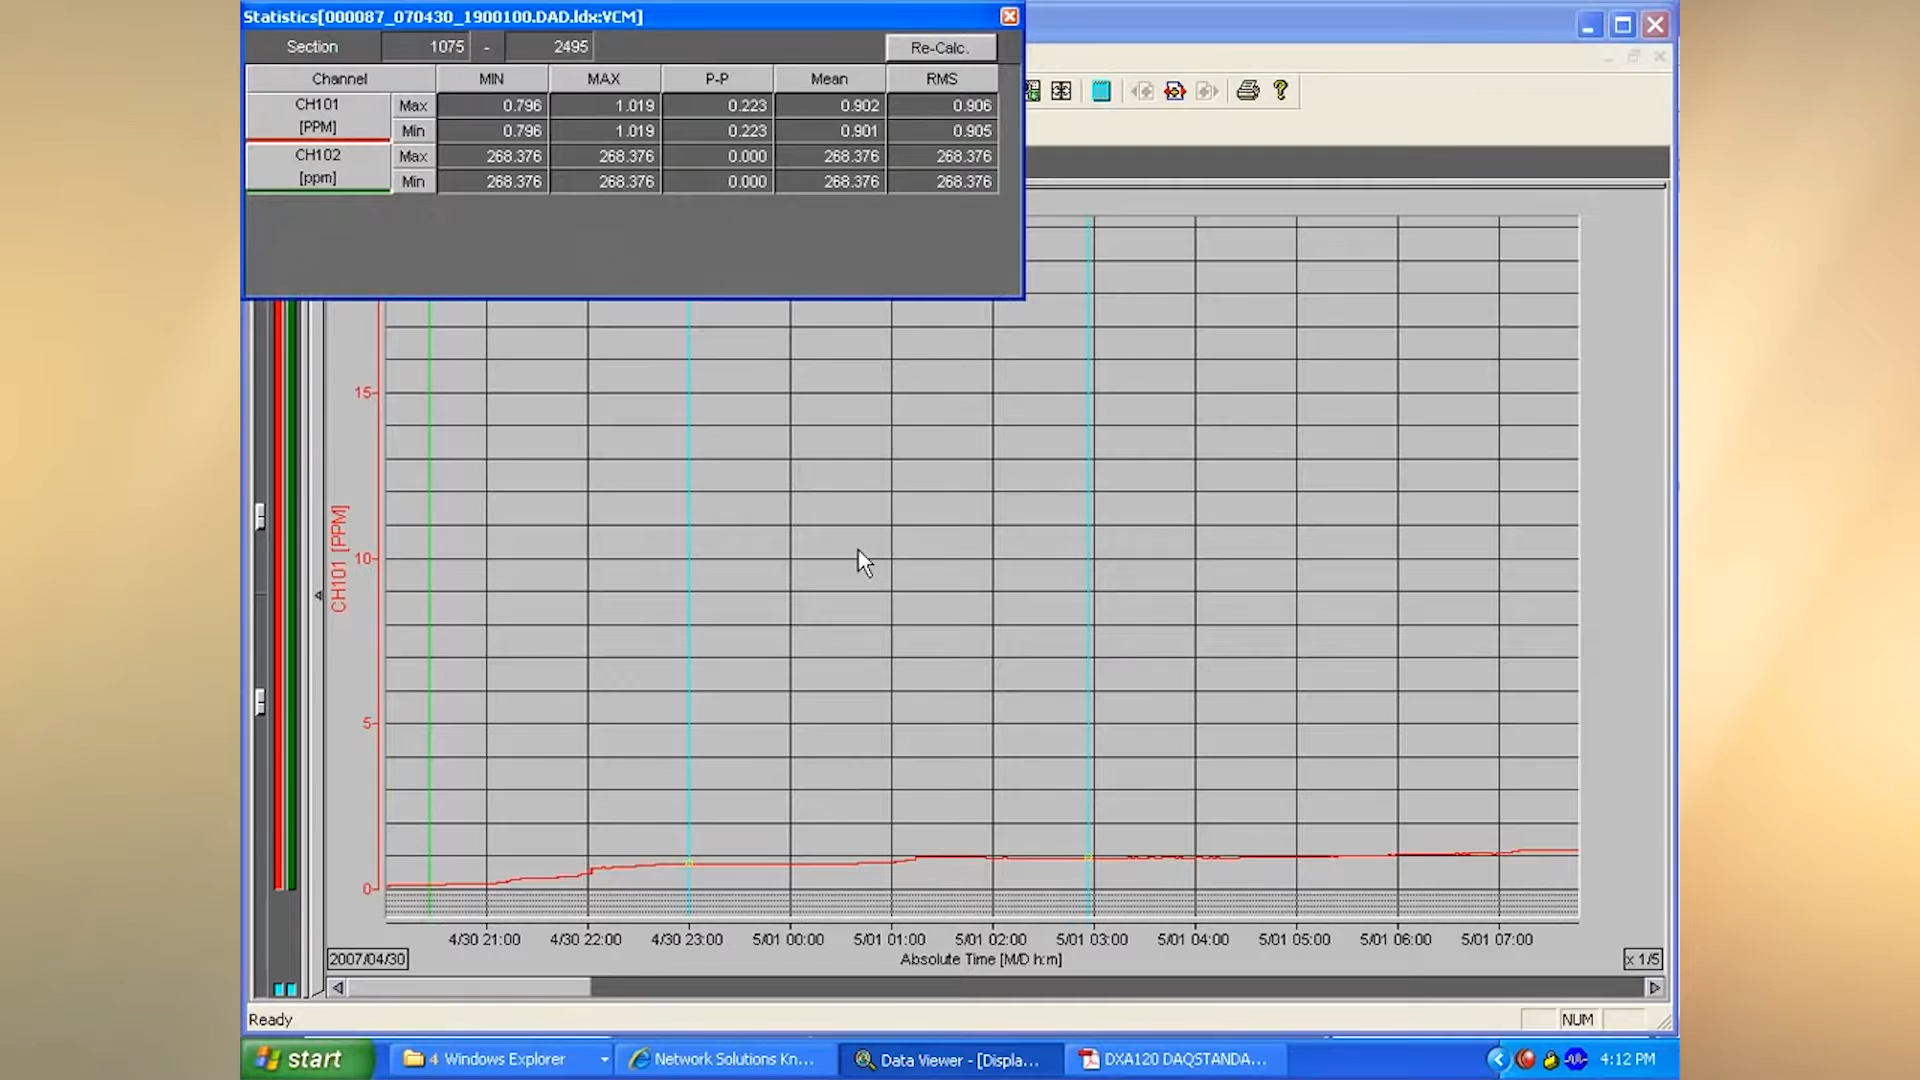 Statistics[000087_070430_1900100.DAD.ldx:VCM]
Section 1075 - 2495 Re-Calc.
Channel MIN MAX P-P Mean RMS
CH101 Max 0.796 1.019 0.223 0.902 0.906
[PPM] Min 0.796 1.019 0.223 0.901 0.905
CH102 Max 268.376 268.376 0.000 268.376 268.376
[ppm] Min 268.376 268.376 0.000 268.376 268.376
15
10
5
0
CH101 [PPM]
4/30 21:00 4/30 22:00 4/30 23:00 5/01 00:00 5/01 01:00 5/01 02:00 5/01 03:00 5/01 04:00 5/01 05:00 5/01 06:00 5/01 07:00
2007/04/30 Absolute Time [M/D h:m] x 1/5
Ready NUM
start 4 Windows Explorer Network Solutions Kn... Data Viewer - [Displa... DXA120 DAQSTANDA... 4:12 PM